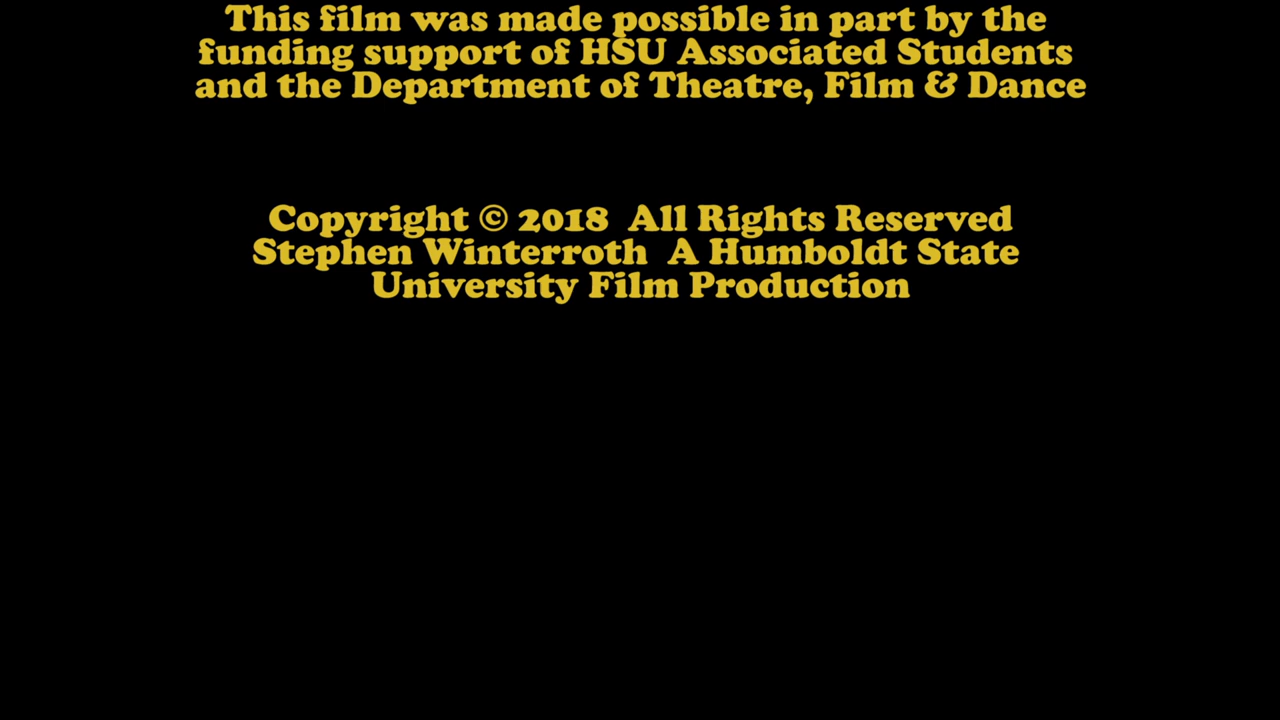 This film was made possible in part by the
funding support of HSU Associated Students
and the Department of Theatre, Film & Dance
Copyright © 2018 All Rights Reserved
Stephen Winterroth A Humboldt State
University Film Production